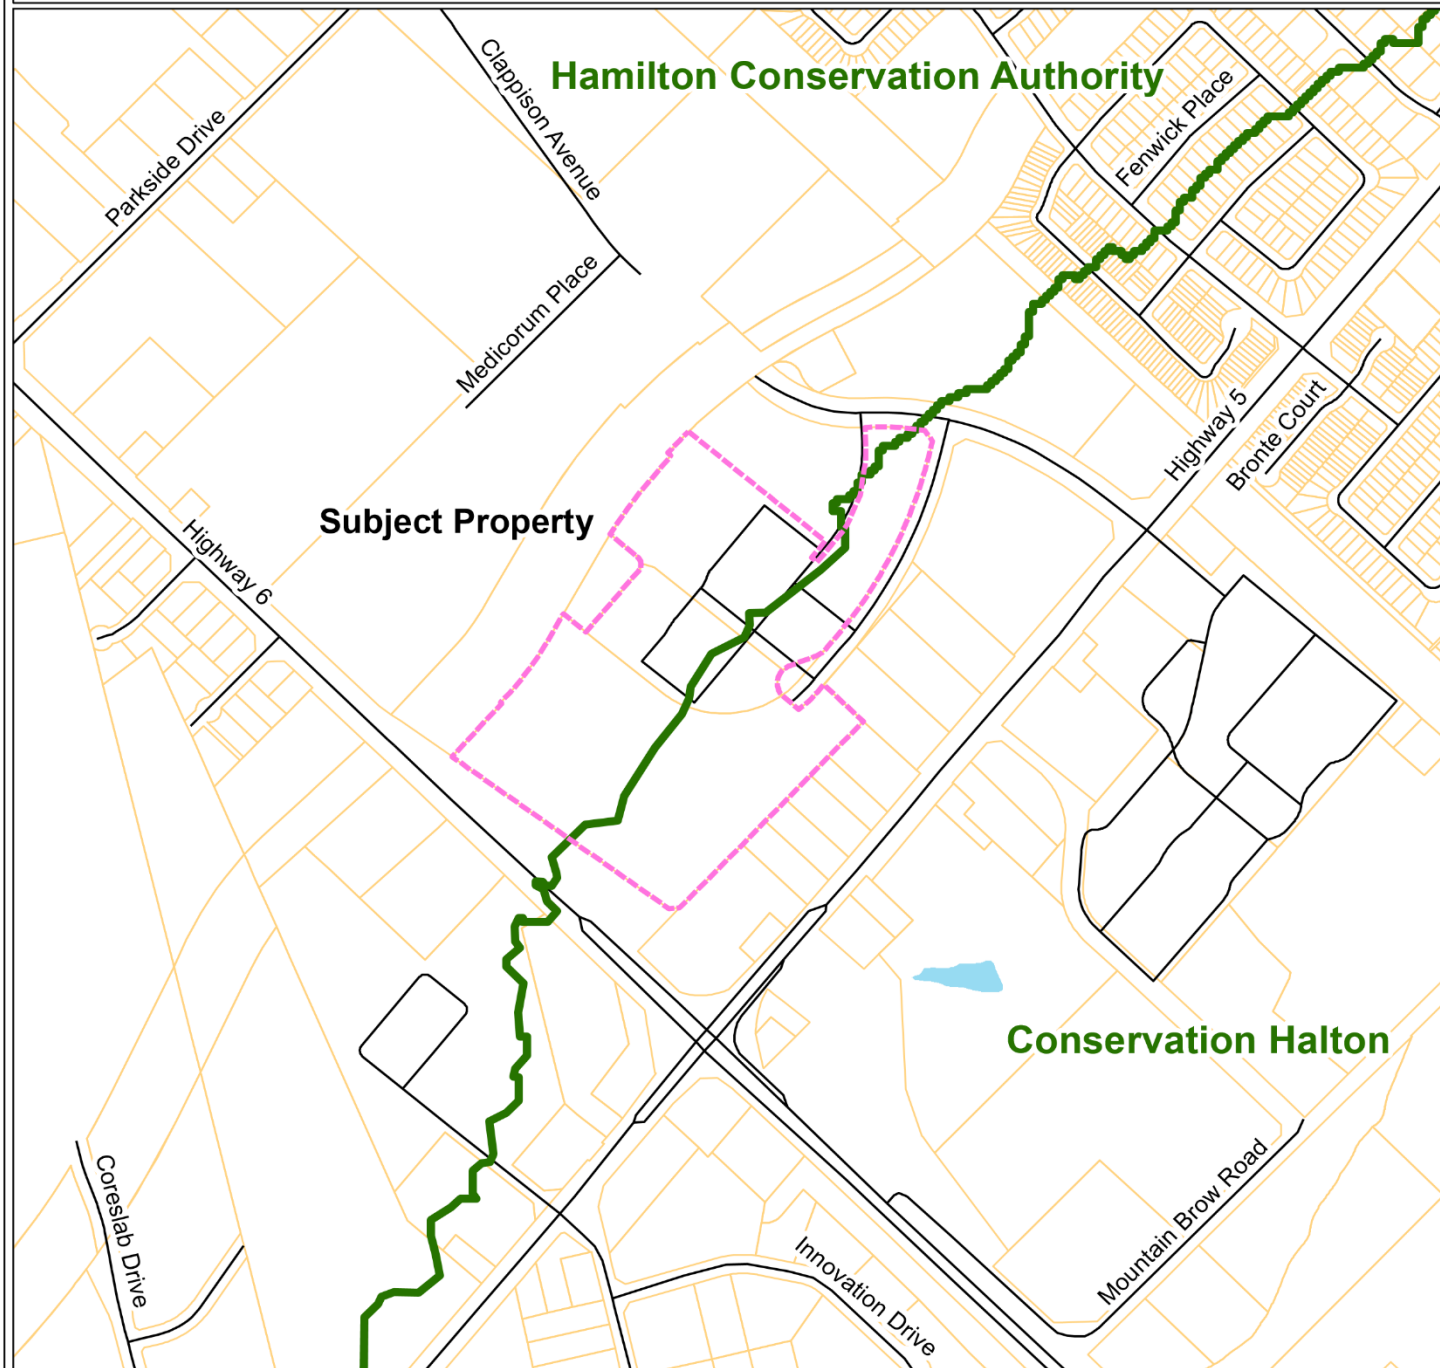 Hamilton Conservation Authority
Clappison Avenue
Fenwick Place
Parkside Drive
Medicorum Place
Highway 5
Bronte Court
Subject Property
Highway 6
Conservation Halton
Coreslab Drive
Mountain Brow Road
Innovation Drive